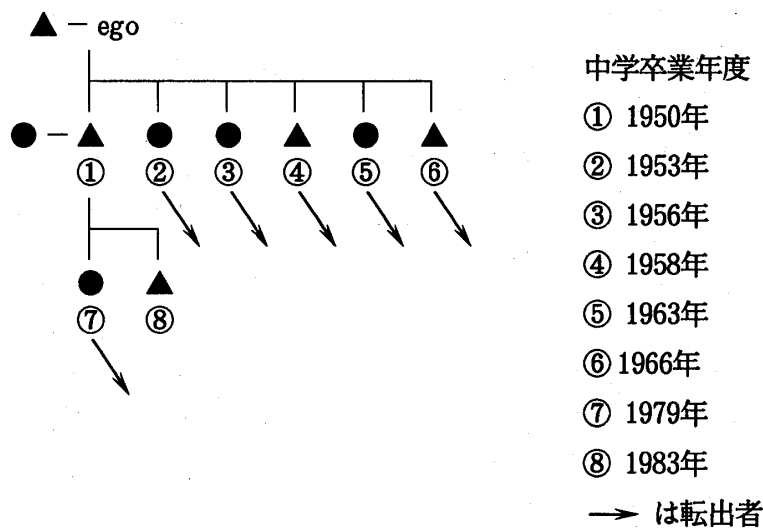 ego
① ② ③ ④ ⑤ ⑥
⑦ ⑧
中学卒業年度
① 1950年
② 1953年
③ 1956年
④ 1958年
⑤ 1963年
⑥ 1966年
⑦ 1979年
⑧ 1983年
は転出者